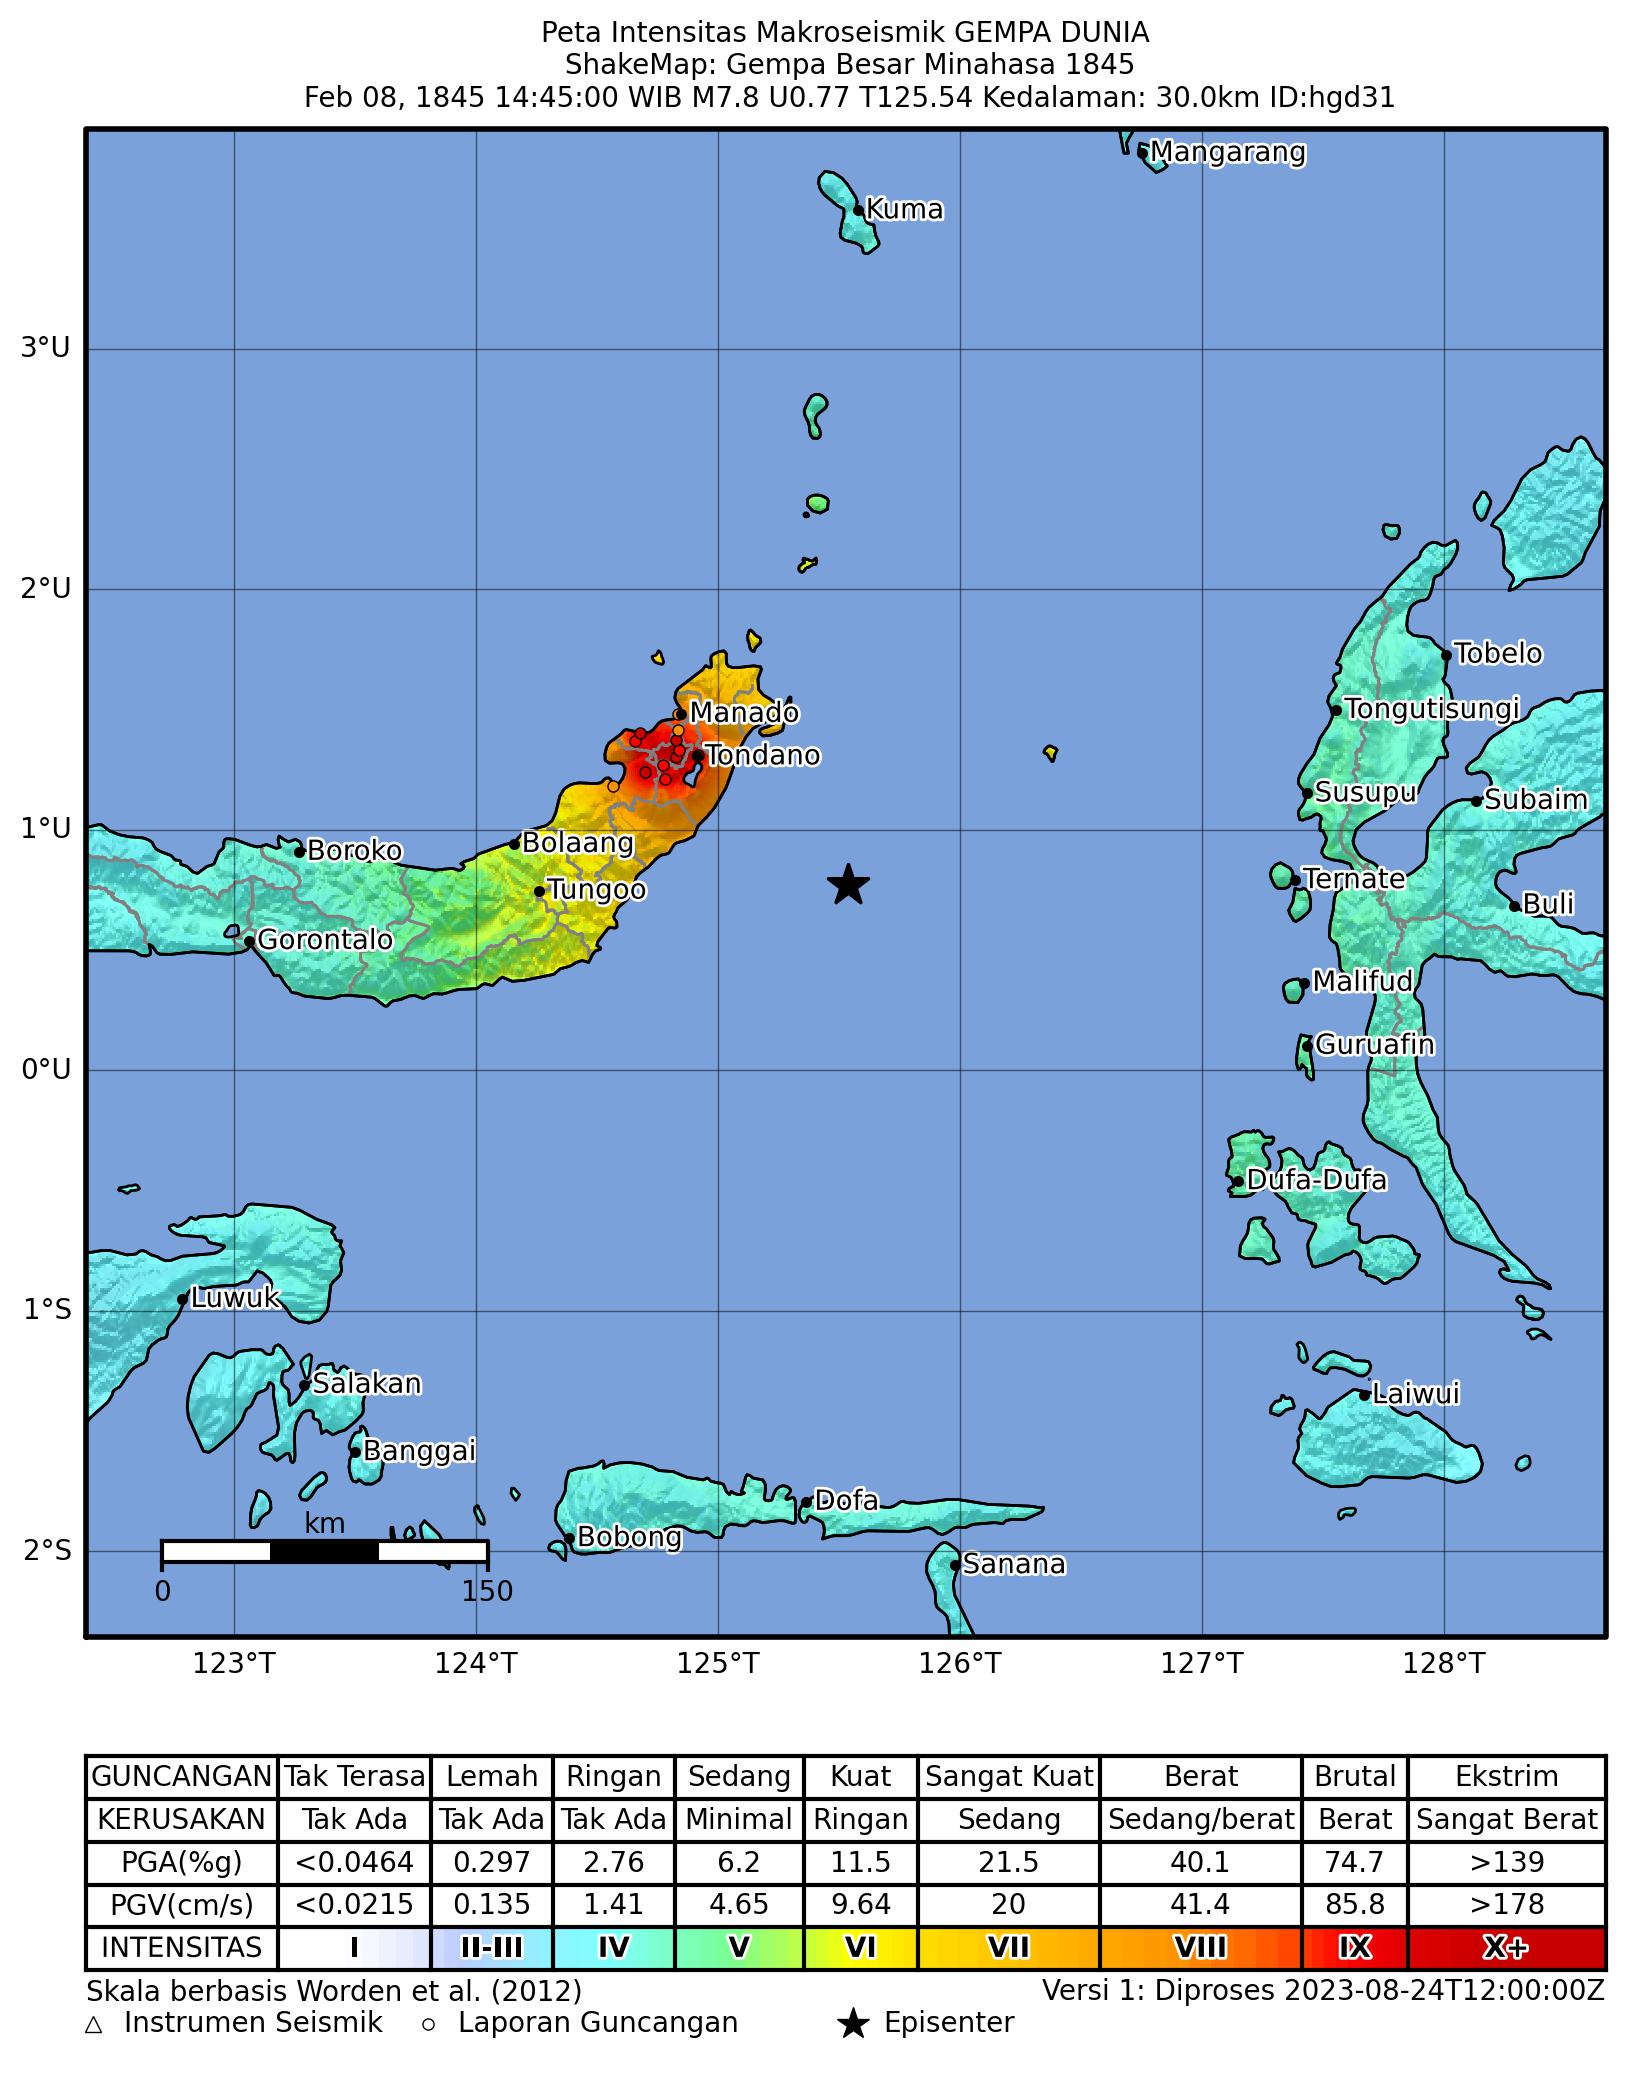 Peta Intensitas Makroseismik GEMPA DUNIA
ShakeMap: Gempa Besar Minahasa 1845
Feb 08, 1845 14:45:00 WIB M7.8 U0.77 T125.54 Kedalaman: 30.0km ID:hgd31
Mangarang
Kuma
3°U
2°U
Tobelo
Manado
Tongutisungi
Tondano
Susupu
Subaim
1°U
Bolaang
Boroko
Ternate
Tungoo
Buli
Gorontalo
Malifud
Guruafin
0°U
Dufa-Dufa
Luwuk
1°S
Salakan
Laiwui
Banggai
Dofa
km
Bobong
2°S
Sanana
0 150
123°T 124°T 125°T 126°T 127°T 128°T
GUNCANGAN Tak Terasa Lemah Ringan Sedang Kuat Sangat Kuat Berat Brutal Ekstrim
KERUSAKAN Tak Ada Tak Ada Tak Ada Minimal Ringan Sedang Sedang/berat Berat Sangat Berat
PGA(%g) <0.0464 0.297 2.76 6.2 11.5 21.5 40.1 74.7 >139
PGV(cm/s) <0.0215 0.135 1.41 4.65 9.64 20 41.4 85.8 >178
INTENSITAS I II-III IV V VI VII VIII IX X+
Skala berbasis Worden et al. (2012) Versi 1: Diproses 2023-08-24T12:00:00Z
Instrumen Seismik Laporan Guncangan Episenter